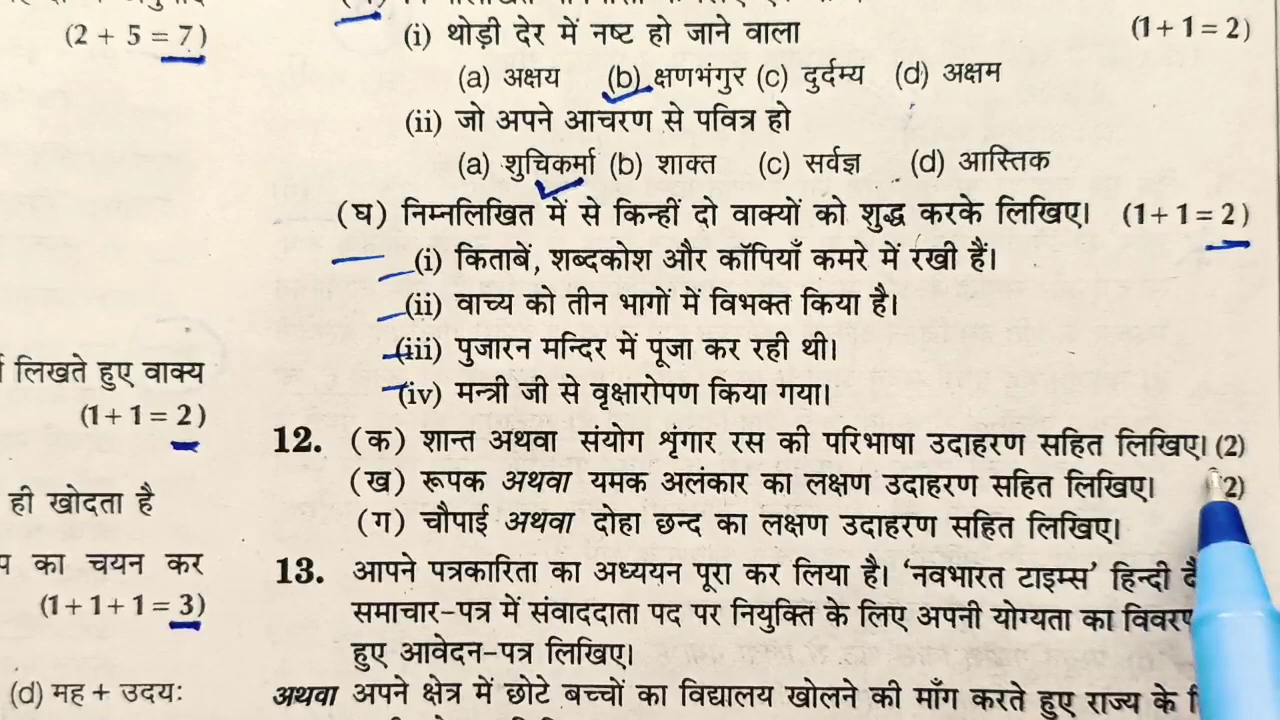 (2 + 5 = 7)
लिखते हुए वाक्य
(1 + 1 = 2)
ही खोदता है
का चयन कर
(1 + 1 + 1 = 3)
(d) मह + उदय:
(i) थोड़ी देर में नष्ट हो जाने वाला (1 + 1 = 2)
(a) अक्षय (b) क्षणभंगुर (c) दुर्दम्य (d) अक्षम
(ii) जो अपने आचरण से पवित्र हो
(a) शुचिकर्मा (b) शाक्त (c) सर्वज्ञ (d) आस्तिक
(घ) निम्नलिखित में से किन्हीं दो वाक्यों को शुद्ध करके लिखिए। (1 + 1 = 2)
(i) किताबें, शब्दकोश और कॉपियाँ कमरे में रखी हैं।
(ii) वाच्य को तीन भागों में विभक्त किया है।
(iii) पुजारन मन्दिर में पूजा कर रही थी।
(iv) मन्त्री जी से वृक्षारोपण किया गया।
12. (क) शान्त अथवा संयोग शृंगार रस की परिभाषा उदाहरण सहित लिखिए। (2)
(ख) रूपक अथवा यमक अलंकार का लक्षण उदाहरण सहित लिखिए। 2)
(ग) चौपाई अथवा दोहा छन्द का लक्षण उदाहरण सहित लिखिए।
13. आपने पत्रकारिता का अध्ययन पूरा कर लिया है। 'नवभारत टाइम्स' हिन्दी
समाचार-पत्र में संवाददाता पद पर नियुक्ति के लिए अपनी योग्यता का
हुए आवेदन-पत्र लिखिए।
अथवा अपने क्षेत्र में छोटे बच्चों का विद्यालय खोलने की माँग करते हुए राज्य के